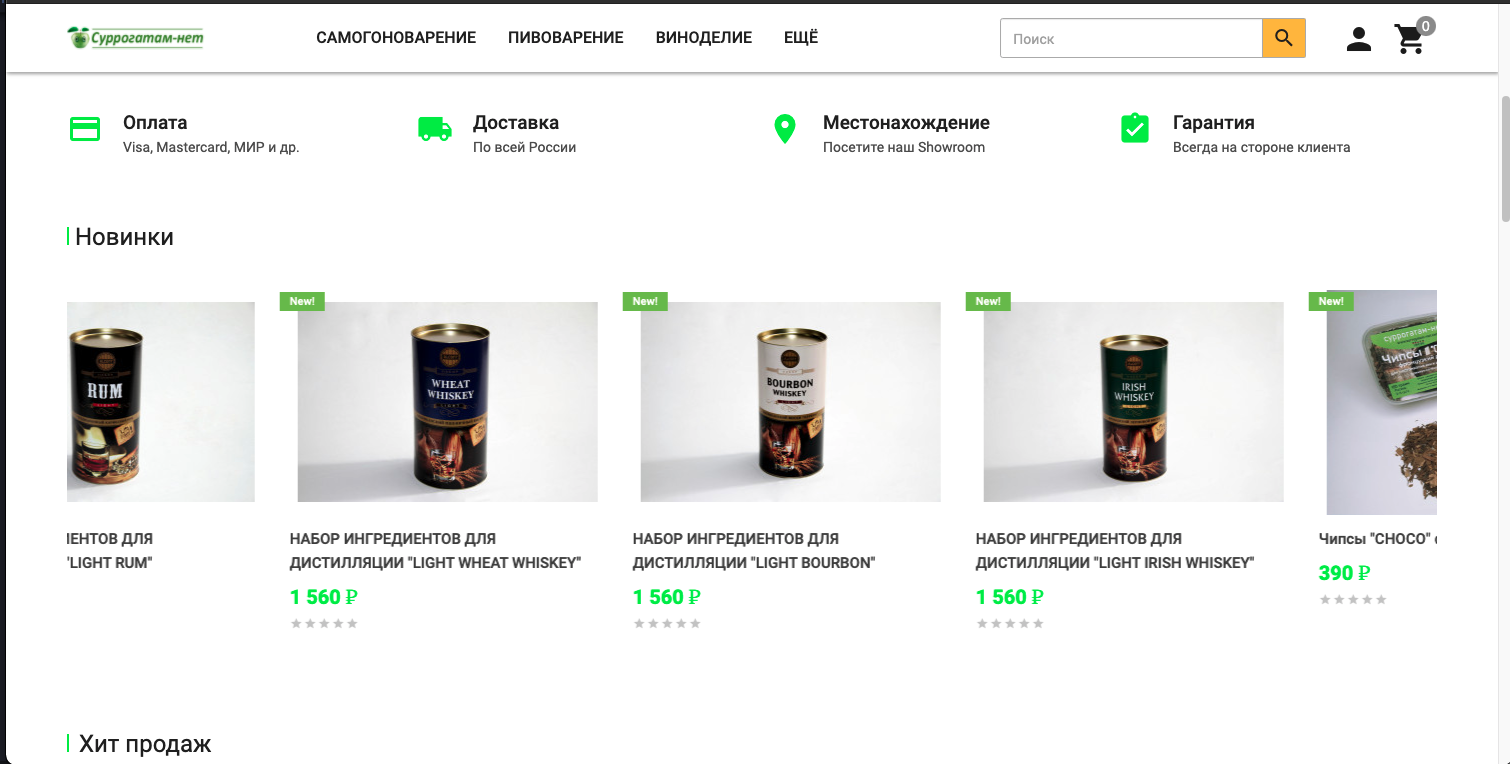 Суррогатам-нет
САМОГОНОВАРЕНИЕ
ПИВОВАРЕНИЕ
ВИНОДЕЛИЕ
ЕЩЁ
Поиск
0
Оплата
Visa, Mastercard, МИР и др.
Доставка
По всей России
Местонахождение
Посетите наш Showroom
Гарантия
Всегда на стороне клиента
Новинки
RUM
ИЕНТОВ ДЛЯ
"LIGHT RUM"
New!
WHEAT
WHISKEY
LIGHT
НАБОР ИНГРЕДИЕНТОВ ДЛЯ
ДИСТИЛЛЯЦИИ "LIGHT WHEAT WHISKEY"
1 560 ₽
New!
BOURBON
WHISKEY
НАБОР ИНГРЕДИЕНТОВ ДЛЯ
ДИСТИЛЛЯЦИИ "LIGHT BOURBON"
1 560 ₽
New!
IRISH
WHISKEY
НАБОР ИНГРЕДИЕНТОВ ДЛЯ
ДИСТИЛЛЯЦИИ "LIGHT IRISH WHISKEY"
1 560 ₽
New!
суррогатам-н
Чипсы
Чипсы "CHOCO"
390 ₽
Хит продаж